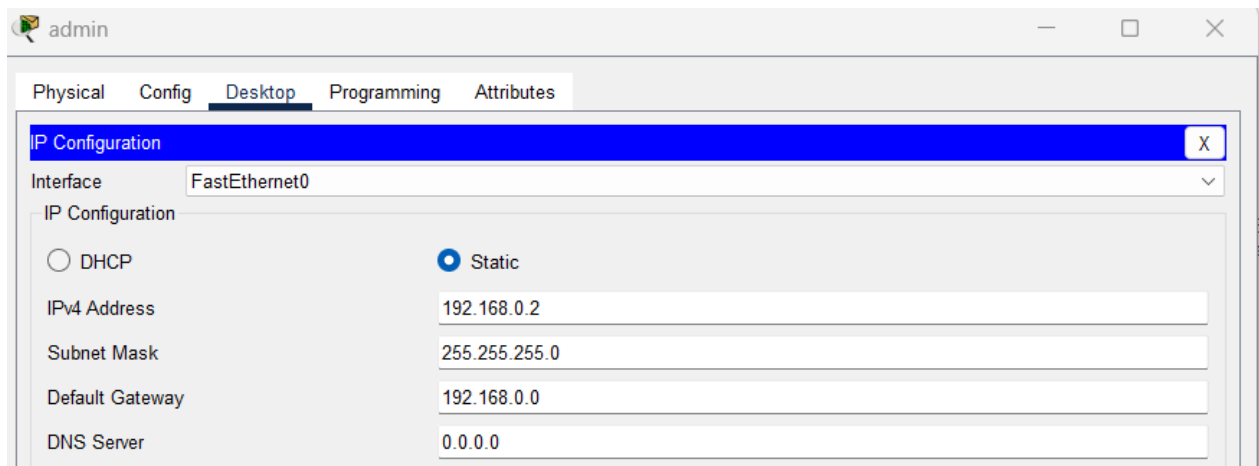 admin
Physical Config Desktop Programming Attributes
IP Configuration X
Interface FastEthernet0
IP Configuration
DHCP Static
IPv4 Address 192.168.0.2
Subnet Mask 255.255.255.0
Default Gateway 192.168.0.0
DNS Server 0.0.0.0